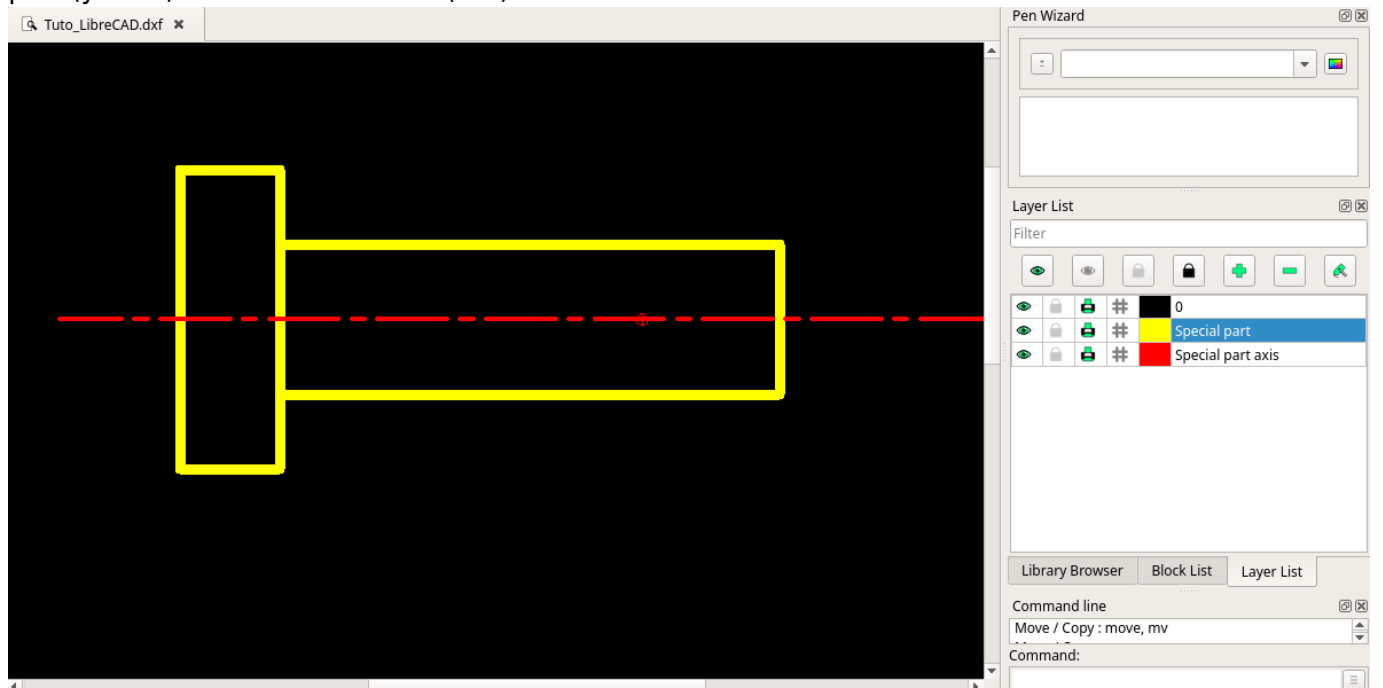 Tuto_LibreCAD.dxf
Pen Wizard
Layer List
Filter
0
Special part
Special part axis
Library Browser Block List Layer List
Command line
Move / Copy : move, mv
Command: